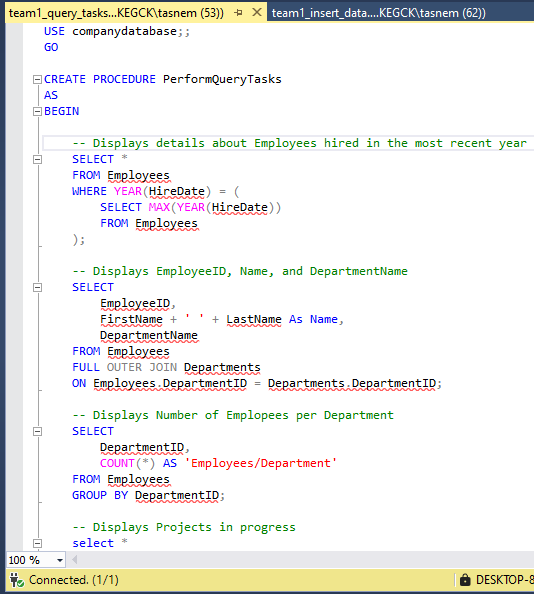 team1_query_tasks...KEGCK\tasnem (53)) team1_insert_data....KEGCK\tasnem (62))
USE companydatabase;;
GO
CREATE PROCEDURE PerformQueryTasks
AS
BEGIN
-- Displays details about Employees hired in the most recent year
SELECT *
FROM Employees
WHERE YEAR(HireDate) = (
SELECT MAX(YEAR(HireDate))
FROM Employees
);
-- Displays EmployeeID, Name, and DepartmentName
SELECT
EmployeeID,
FirstName + ' ' + LastName As Name,
DepartmentName
FROM Employees
FULL OUTER JOIN Departments
ON Employees.DepartmentID = Departments.DepartmentID;
-- Displays Number of Emplopees per Department
SELECT
DepartmentID,
COUNT(*) AS 'Employees/Department'
FROM Employees
GROUP BY DepartmentID;
-- Displays Projects in progress
select *
100 %
Connected. (1/1) DESKTOP-8